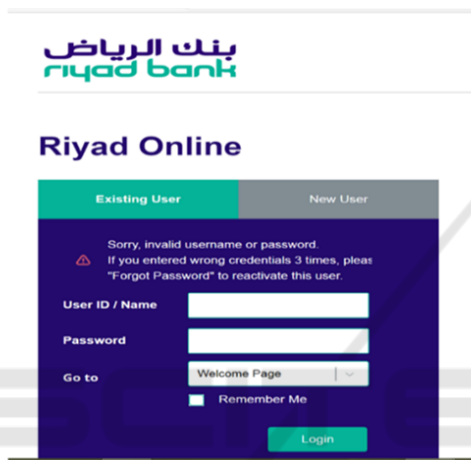 بنك الرياض
riyad bank
Riyad Online
Existing User
New User
Sorry, invalid username or password.
If you entered wrong credentials 3 times, pleas
"Forgot Password" to reactivate this user.
User ID / Name
Password
Go to
Welcome Page
Remember Me
Login